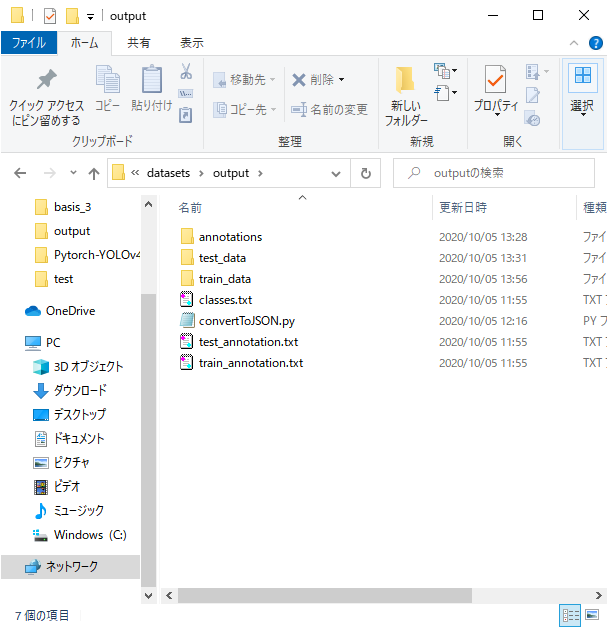 output
ファイル ホーム 共有 表示
クイック アクセス
にピン留めする
コピー
貼り付け
移動先
コピー先
削除
名前の変更
新しい
フォルダー
プロパティ
選択
クリップボード 整理 新規 開く
« datasets › output ›
outputの検索
basis_3
output
Pytorch-YOLOv4
test
OneDrive
PC
3D オブジェクト
ダウンロード
デスクトップ
ドキュメント
ピクチャ
ビデオ
ミュージック
Windows (C:)
ネットワーク
名前 更新日時 種類
annotations 2020/10/05 13:28 ファイ
test_data 2020/10/05 13:31 ファイ
train_data 2020/10/05 13:56 ファイ
classes.txt 2020/10/05 11:55 TXT フ
convertToJSON.py 2020/10/05 12:16 PY フ
test_annotation.txt 2020/10/05 11:55 TXT フ
train_annotation.txt 2020/10/05 11:55 TXT フ
7 個の項目